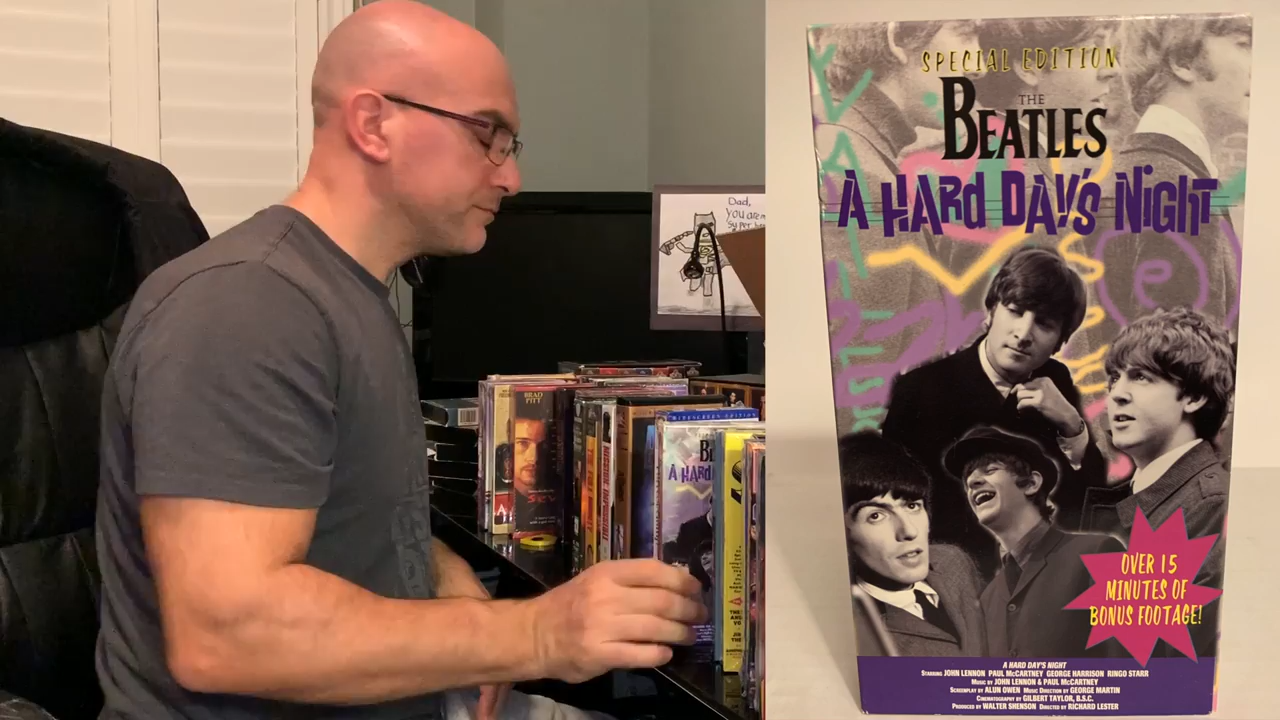 Dad,
you are a
super
BRAD
PITT
WIDESCREEN EDITION
A HARD
SPECIAL EDITION
THE
BEATLES
A HARD DAY'S NIGHT
OVER 15
MINUTES OF
BONUS FOOTAGE!
A HARD DAY'S NIGHT
STARRING JOHN LENNON PAUL McCARTNEY GEORGE HARRISON RINGO STARR
MUSIC BY JOHN LENNON & PAUL McCARTNEY
SCREENPLAY BY ALUN OWEN MUSIC DIRECTION BY GEORGE MARTIN
CINEMATOGRAPHY BY GILBERT TAYLOR, B.S.C.
PRODUCED BY WALTER SHENSON DIRECTED BY RICHARD LESTER